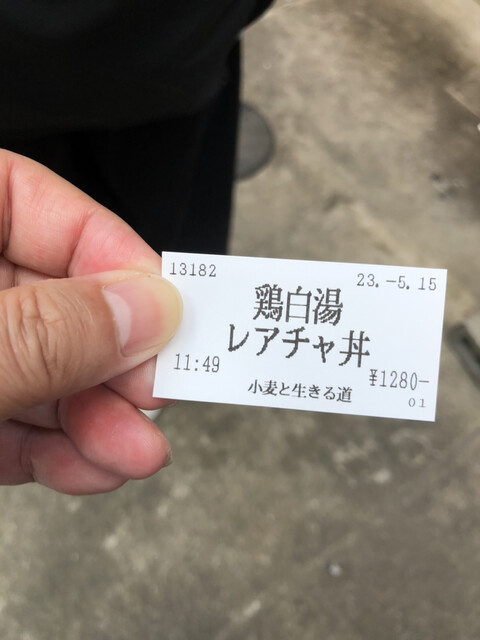 13182 23.-5.15
鶏白湯
レアチャ丼
11:49 ¥1280-
小麦と生きる道
01